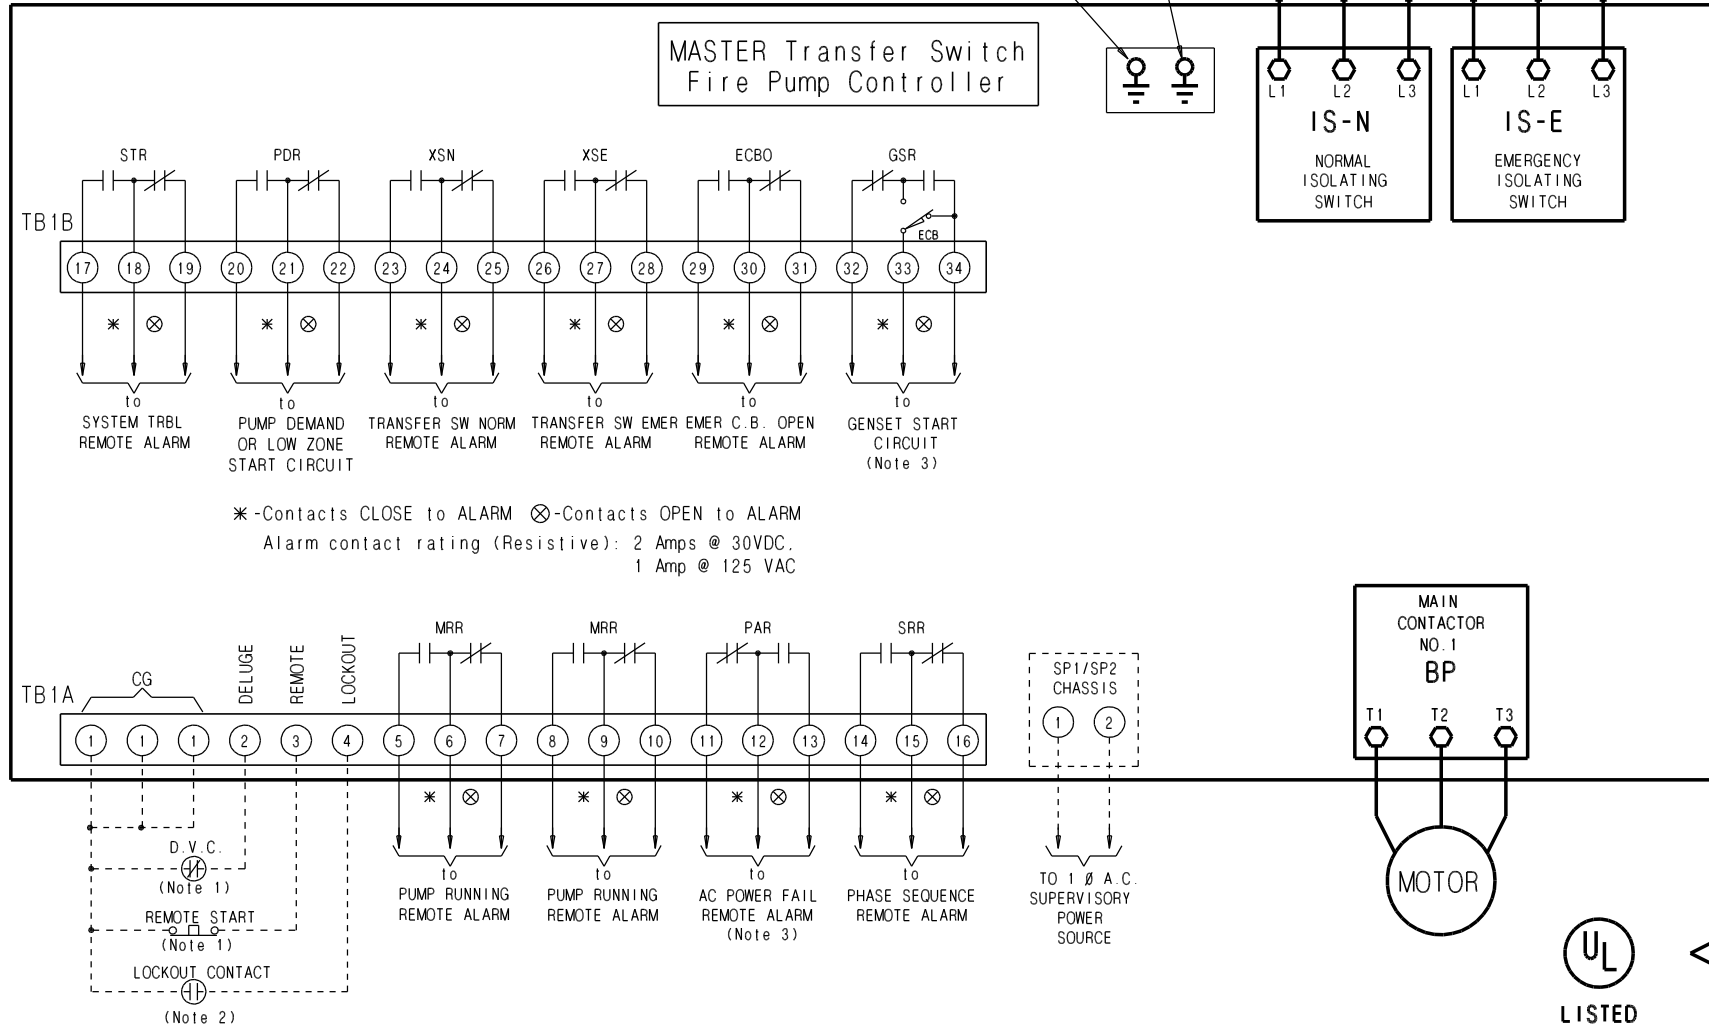 MASTER Transfer Switch
Fire Pump Controller
L1 L2 L3
IS-N
NORMAL
ISOLATING
SWITCH
L1 L2 L3
IS-E
EMERGENCY
ISOLATING
SWITCH
STR PDR XSN XSE ECBO GSR
ECB
TB1B
17 18 19 20 21 22 23 24 25 26 27 28 29 30 31 32 33 34
to
SYSTEM TRBL
REMOTE ALARM
to
PUMP DEMAND
OR LOW ZONE
START CIRCUIT
to
TRANSFER SW NORM
REMOTE ALARM
to
TRANSFER SW EMER
REMOTE ALARM
to
EMER C.B. OPEN
REMOTE ALARM
to
GENSET START
CIRCUIT
(Note 3)
* -Contacts CLOSE to ALARM ⊗-Contacts OPEN to ALARM
Alarm contact rating (Resistive): 2 Amps @ 30VDC,
1 Amp @ 125 VAC
CG
DELUGE
REMOTE
LOCKOUT
MRR MRR PAR SRR
TB1A
1 1 1 2 3 4 5 6 7 8 9 10 11 12 13 14 15 16
SP1/SP2
CHASSIS
1 2
D.V.C.
(Note 1)
REMOTE START
(Note 1)
LOCKOUT CONTACT
(Note 2)
to
PUMP RUNNING
REMOTE ALARM
to
PUMP RUNNING
REMOTE ALARM
to
AC POWER FAIL
REMOTE ALARM
(Note 3)
to
PHASE SEQUENCE
REMOTE ALARM
TO 1 Ø A.C.
SUPERVISORY
POWER
SOURCE
MAIN
CONTACTOR
NO.1
BP
T1 T2 T3
MOTOR
UL
LISTED